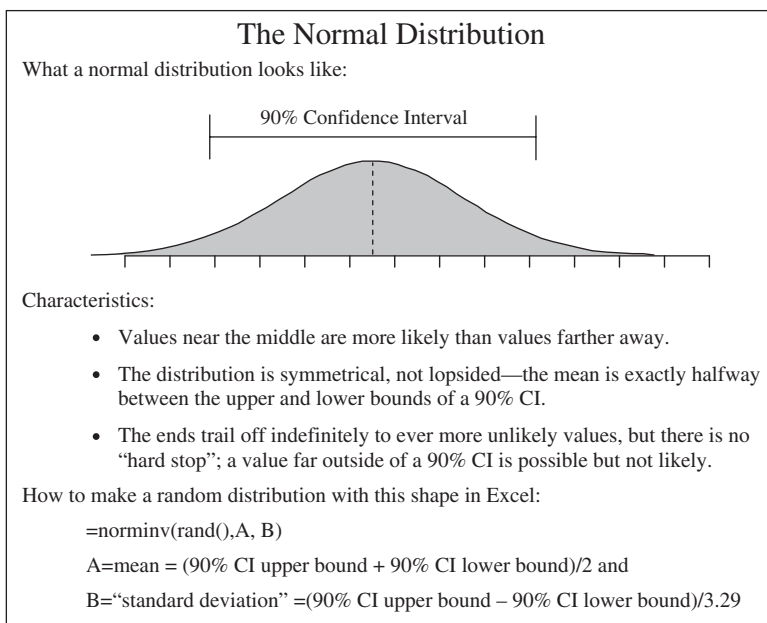 The Normal Distribution
What a normal distribution looks like:
90% Confidence Interval
Characteristics:
• Values near the middle are more likely than values farther away.
• The distribution is symmetrical, not lopsided—the mean is exactly halfway
between the upper and lower bounds of a 90% CI.
• The ends trail off indefinitely to ever more unlikely values, but there is no
“hard stop”; a value far outside of a 90% CI is possible but not likely.
How to make a random distribution with this shape in Excel:
=norminv(rand(),A, B)
A=mean = (90% CI upper bound + 90% CI lower bound)/2 and
B=“standard deviation” =(90% CI upper bound – 90% CI lower bound)/3.29